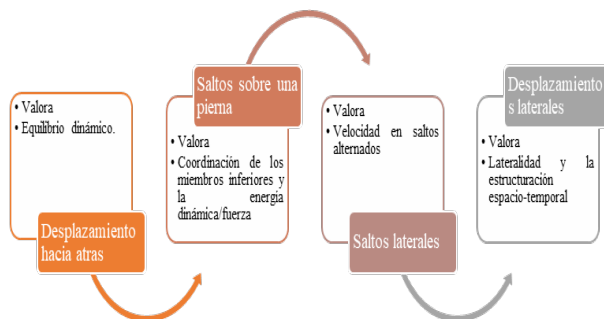 • Valora
• Equilibrio dinámico.
Desplazamiento
hacia atras
Saltos sobre una
pierna
• Valora
• Coordinación de los
miembros inferiores y
la energía
dinámica/fuerza
• Valora
• Velocidad en saltos
alternados
Saltos laterales
Desplazamiento
s laterales
• Valora
• Lateralidad y la
estructuración
espacio-temporal